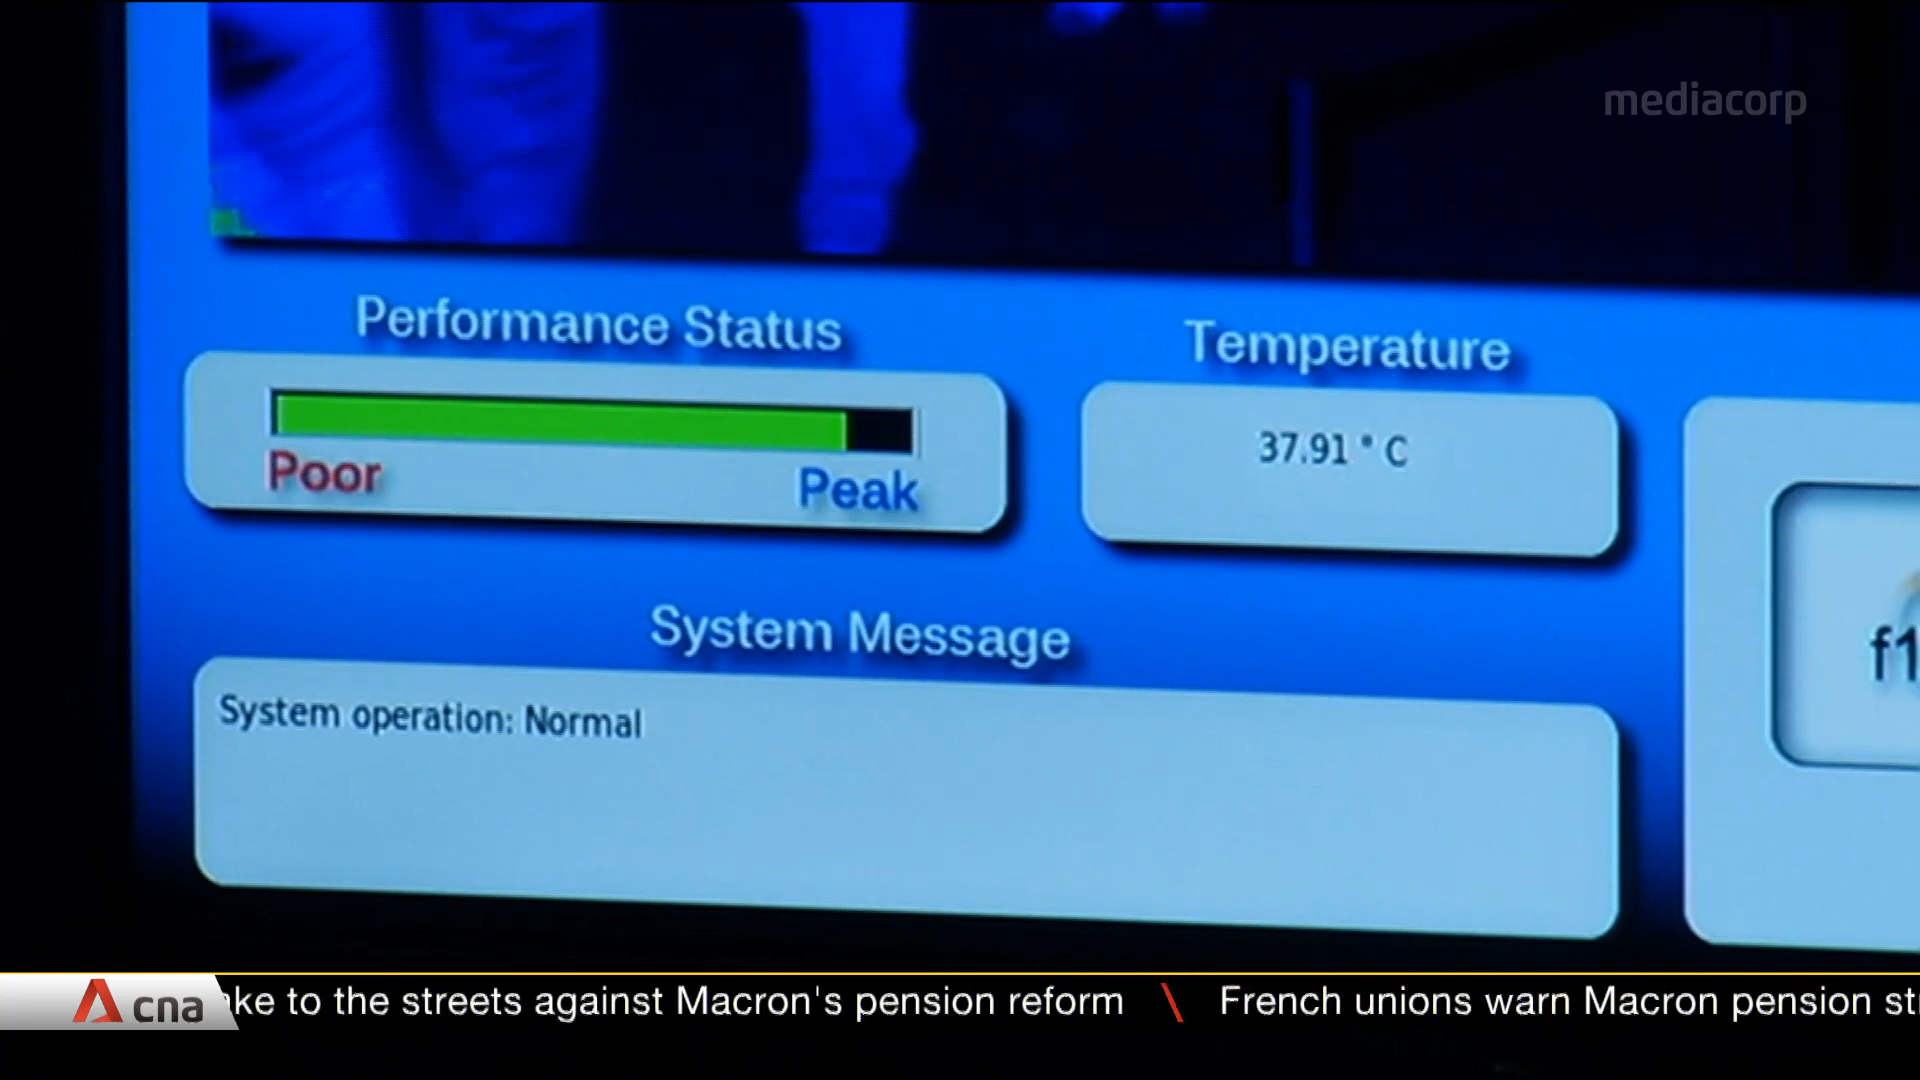 mediacorp
Performance Status
Temperature
Poor
Peak
37.91 ° C
System Message
System operation: Normal
f1
cna
ke to the streets against Macron's pension reform \ French unions warn Macron pension